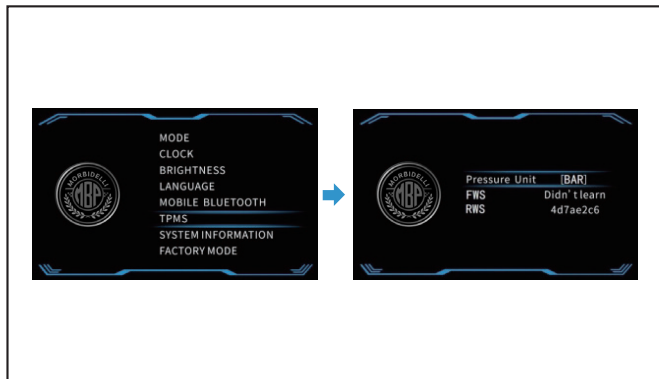 MORBIDELLI
MBP
MODE
CLOCK
BRIGHTNESS
LANGUAGE
MOBILE BLUETOOTH
TPMS
SYSTEM INFORMATION
FACTORY MODE
MORBIDELLI
MBP
Pressure Unit [BAR]
FWS Didn't learn
RWS 4d7ae2c6